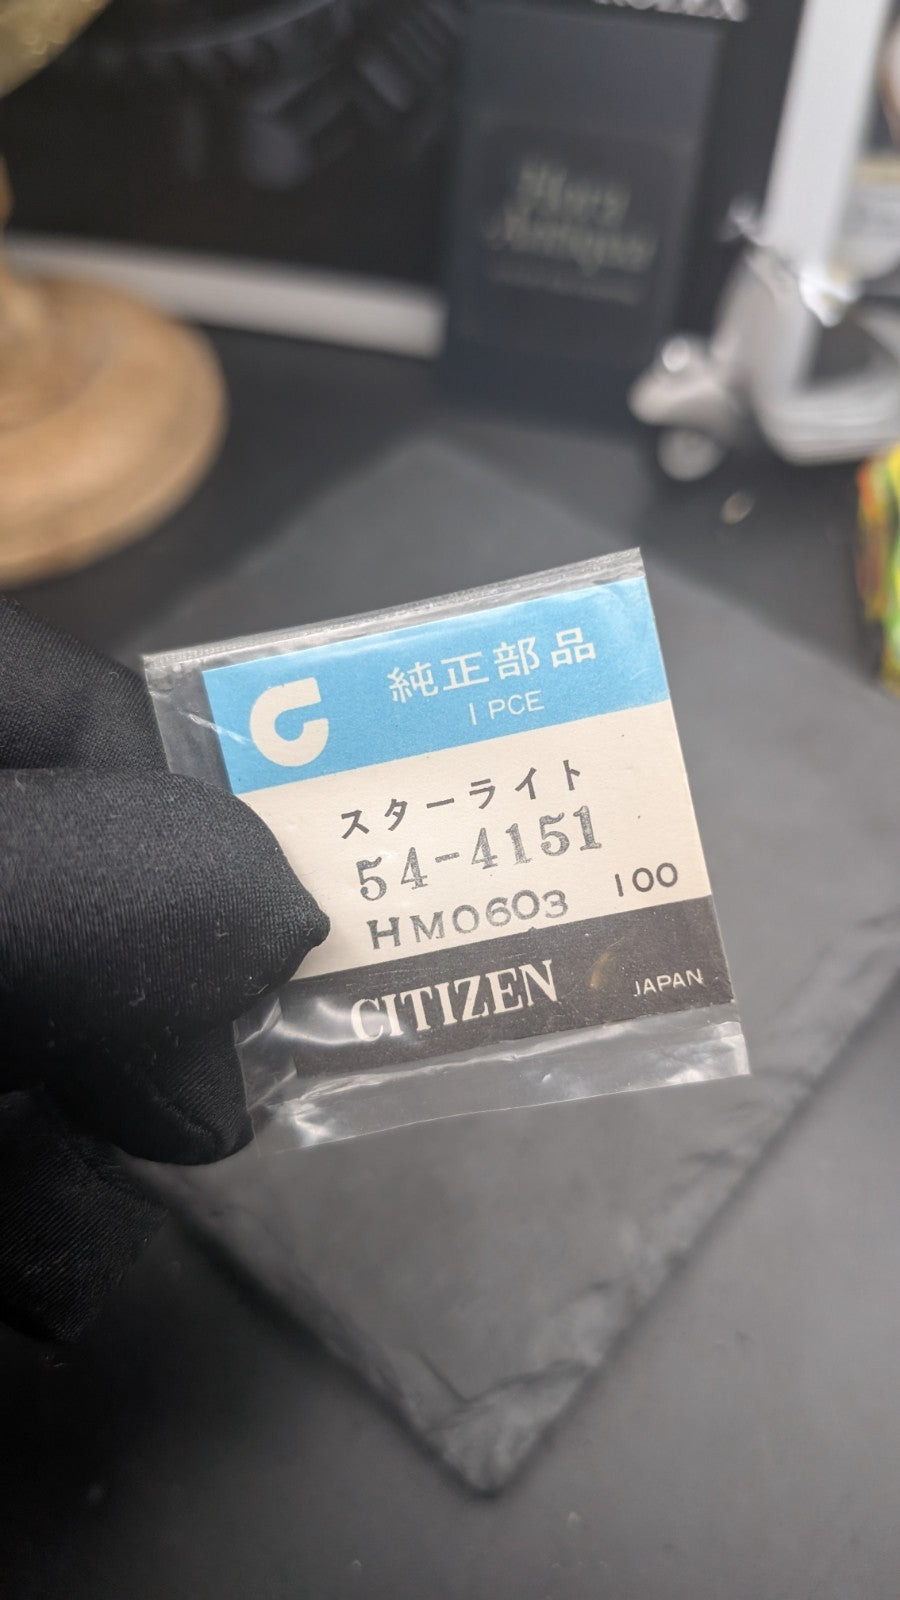 純正部品
1 PCE
スターライト
54-4151
HM0603 100
CITIZEN JAPAN